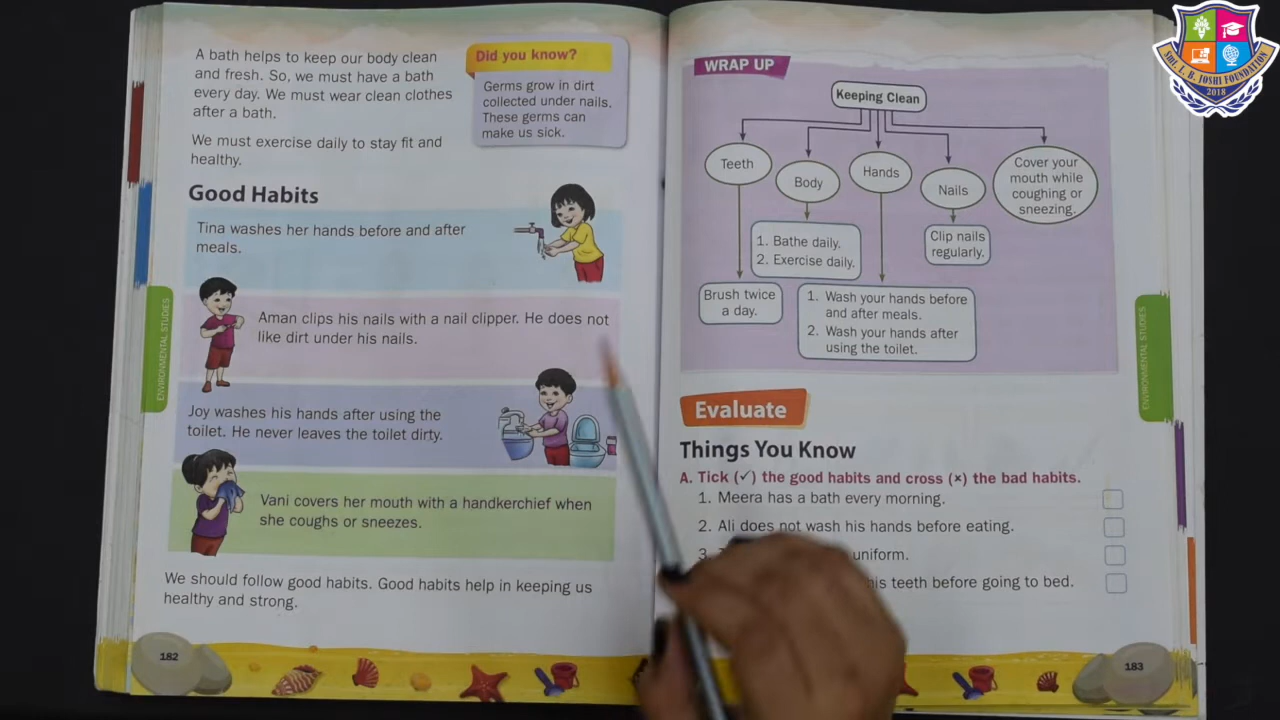 A bath helps to keep our body clean
and fresh. So, we must have a bath
every day. We must wear clean clothes
after a bath.
We must exercise daily to stay fit and
healthy.
Did you know?
Germs grow in dirt
collected under nails.
These germs can
make us sick.
Good Habits
Tina washes her hands before and after
meals.
Aman clips his nails with a nail clipper. He does not
like dirt under his nails.
Joy washes his hands after using the
toilet. He never leaves the toilet dirty.
Vani covers her mouth with a handkerchief when
she coughs or sneezes.
We should follow good habits. Good habits help in keeping us
healthy and strong.
ENVIRONMENTAL STUDIES
182
WRAP UP
Keeping Clean
Teeth
Body
Hands
Nails
Cover your
mouth while
coughing or
sneezing.
1. Bathe daily.
2. Exercise daily.
Clip nails
regularly.
Brush twice
a day.
1. Wash your hands before
and after meals.
2. Wash your hands after
using the toilet.
Evaluate
Things You Know
A. Tick (✓) the good habits and cross (×) the bad habits.
1. Meera has a bath every morning.
2. Ali does not wash his hands before eating.
3. uniform.
his teeth before going to bed.
ENVIRONMENTAL STUDIES
183
SHL. L. B. JOSHI FOUNDATION
2018